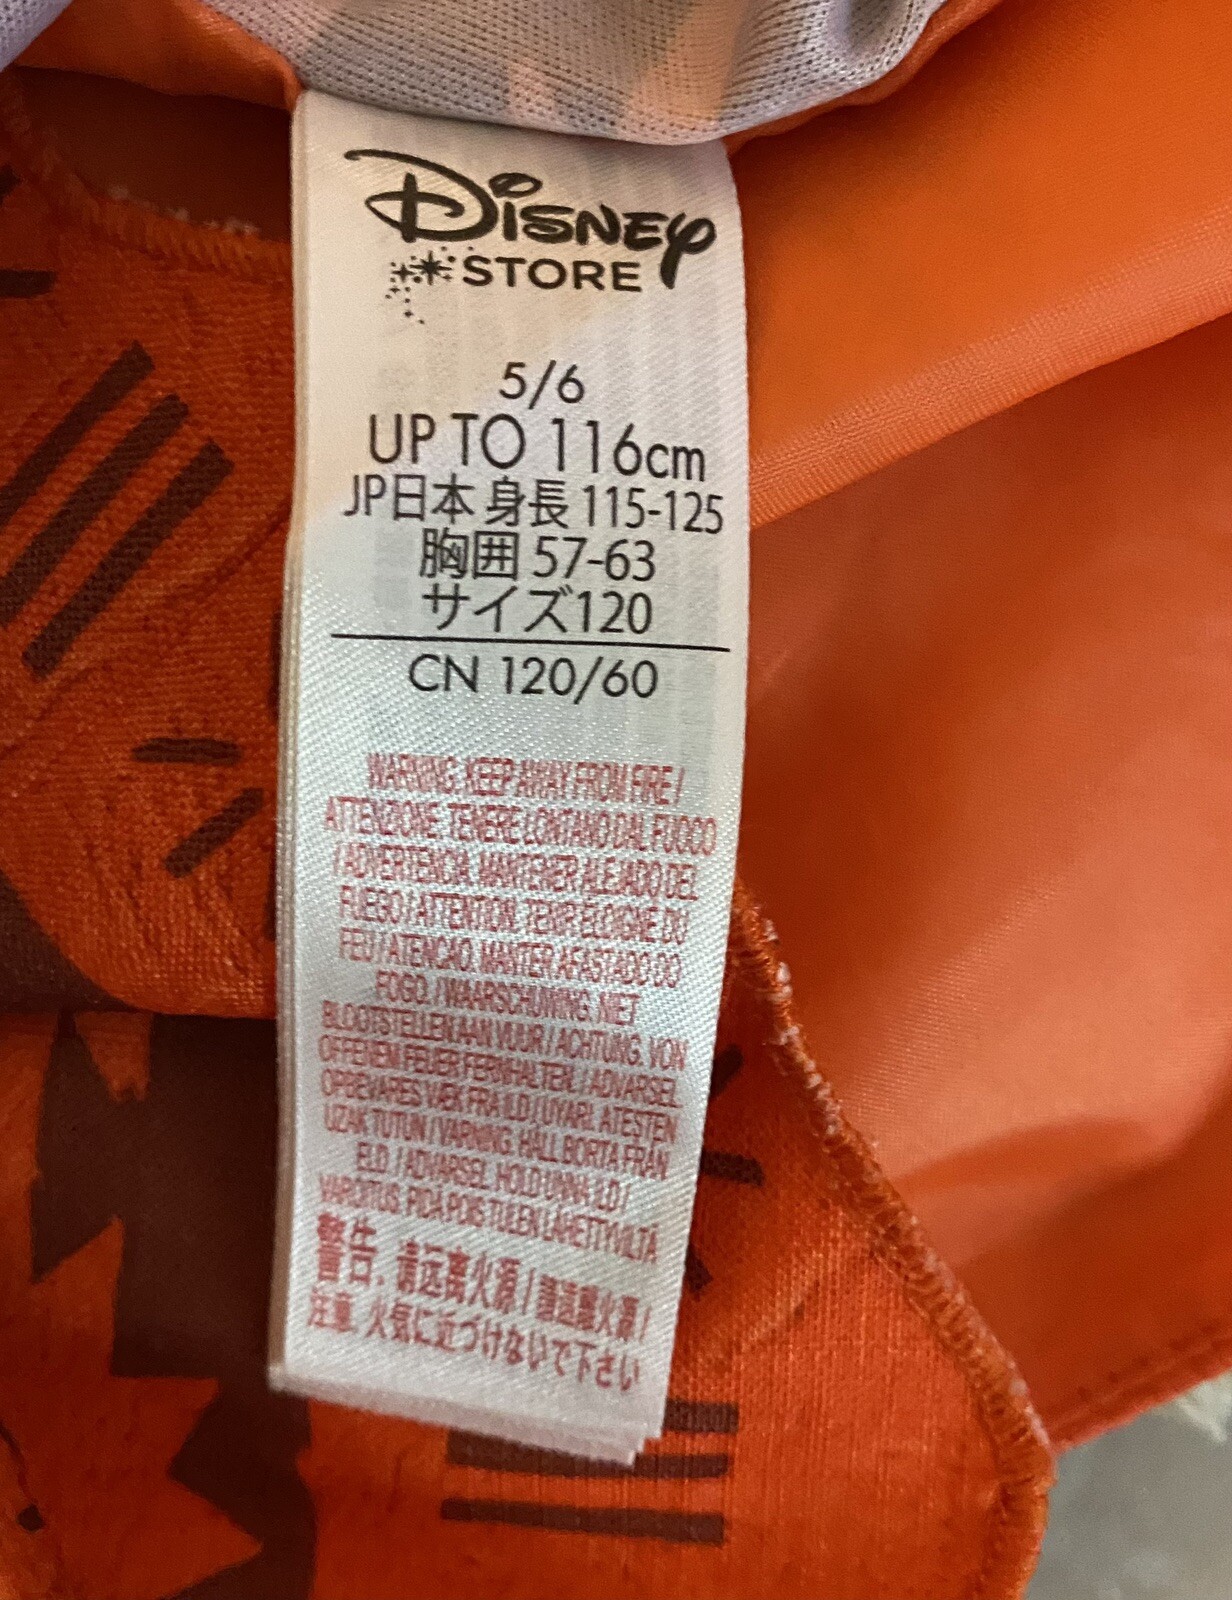 Disney
STORE
5/6
UP TO 116cm
JP日本 身長 115-125
胸囲 57-63
サイズ120
CN 120/60
WARNING. KEEP AWAY FROM FIRE /
ATTENZIONE. TENERE LONTANO DAL FUOCO
/ ADVERTENCIA. MANTENER ALEJADO DEL
FUEGO / ATTENTION. TENIR ELOIGNE DU
FEU / ATENCAO. MANTER AFASTADO DO
FOGO. / WAARSCHUWING. NIET
BLOOTSTELLEN AAN VUUR / ACHTUNG. VON
OFFENEM FEUER FERNHALTEN. / ADVARSEL
OPBEVARES VÆK FRA ILD / UYARI. ATESTEN
UZAK TUTUN / VARNING. HÅLL BORTA FRÅN
ELD. / ADVARSEL. HOLD UNNA ILD /
VAROITUS. PIDÄ POIS TULEN LÄHETTYVILTÄ
警告. 请远离火源 / 請遠離火源 /
注意. 火気に近づけないで下さい